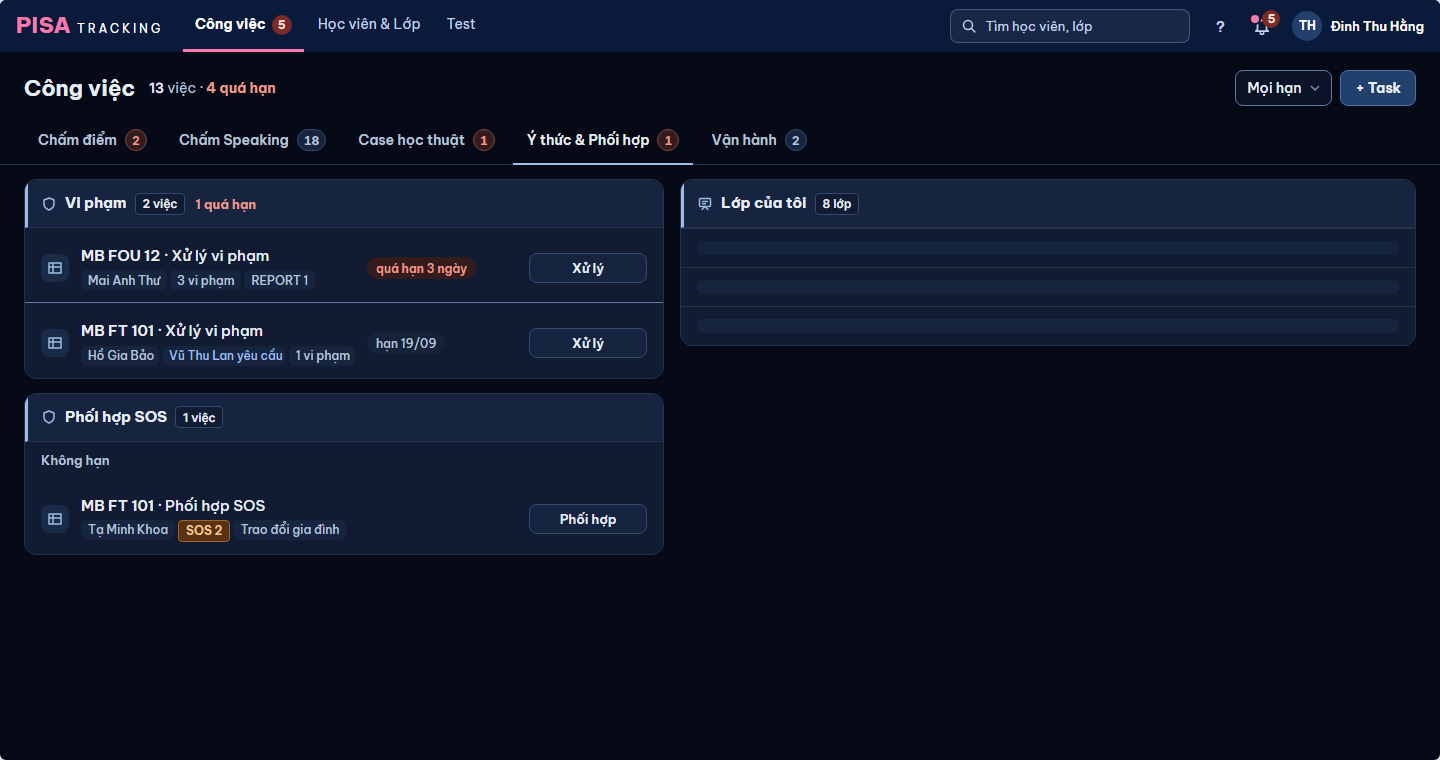 PISA TRACKING Công việc 5 Học viên & Lớp Test Tìm học viên, lớp ? 5 TH Đinh Thu Hằng
Công việc 13 việc · 4 quá hạn Mọi hạn + Task
Chấm điểm 2 Chấm Speaking 18 Case học thuật 1 Ý thức & Phối hợp 1 Vận hành 2
Vi phạm 2 việc 1 quá hạn
MB FOU 12 · Xử lý vi phạm
Mai Anh Thư 3 vi phạm REPORT 1
quá hạn 3 ngày
Xử lý
MB FT 101 · Xử lý vi phạm
Hồ Gia Bảo Vũ Thu Lan yêu cầu 1 vi phạm
hạn 19/09
Xử lý
Phối hợp SOS 1 việc
Không hạn
MB FT 101 · Phối hợp SOS
Tạ Minh Khoa SOS 2 Trao đổi gia đình
Phối hợp
Lớp của tôi 8 lớp